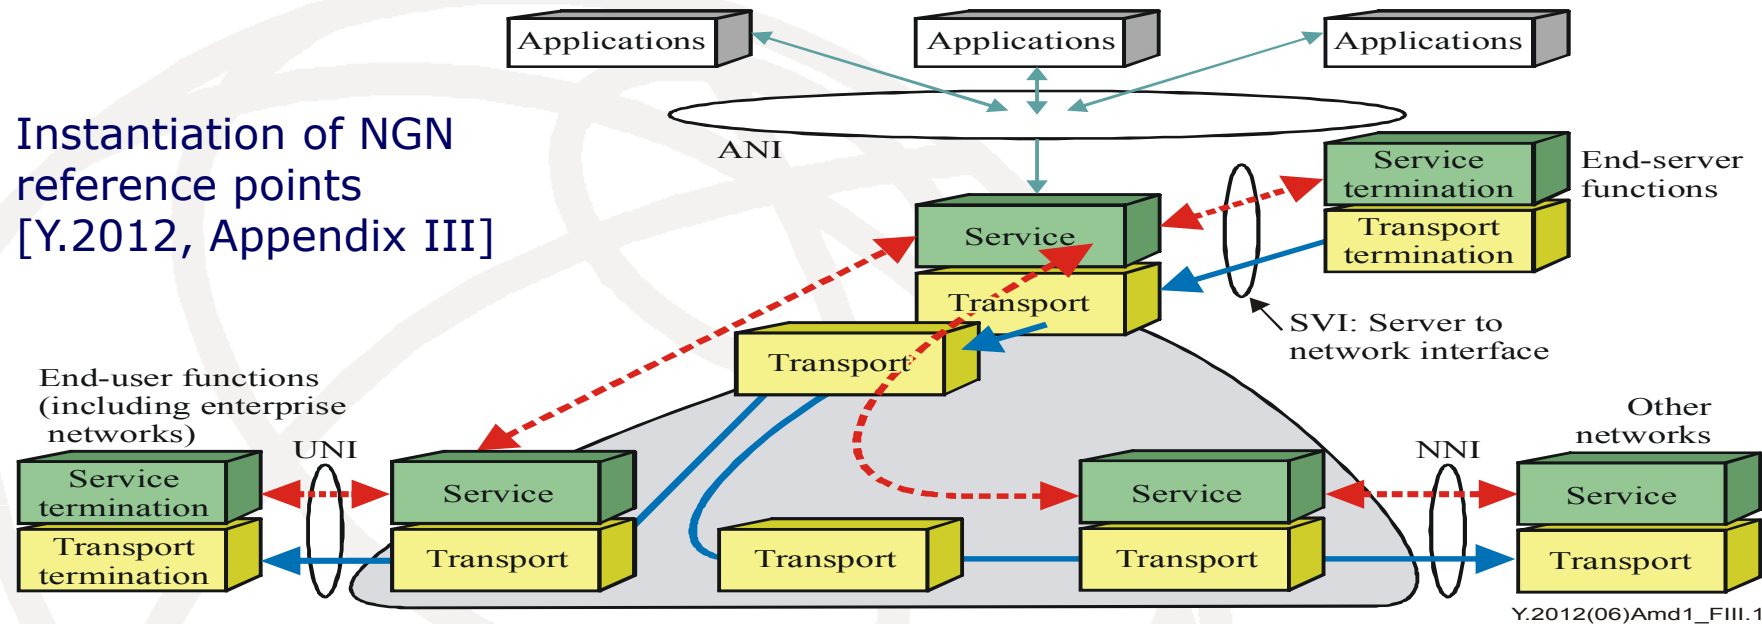 Applications
Applications
Applications
Instantiation of NGN
reference points
[Y.2012, Appendix III]
ANI
Service
termination
Transport
termination
End-server
functions
Service
Transport
SVI: Server to
network interface
Transport
End-user functions
(including enterprise
networks)
UNI
Service
termination
Transport
termination
Service
Transport
Transport
Service
Transport
NNI
Other
networks
Service
Transport
Y.2012(06)Amd1_FIII.1